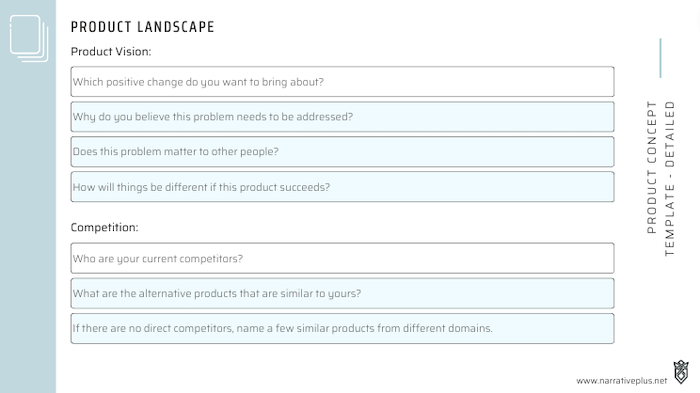 PRODUCT LANDSCAPE
Product Vision:
Which positive change do you want to bring about?
Why do you believe this problem needs to be addressed?
Does this problem matter to other people?
How will things be different if this product succeeds?
Competition:
Who are your current competitors?
What are the alternative products that are similar to yours?
If there are no direct competitors, name a few similar products from different domains.
PRODUCT CONCEPT
TEMPLATE - DETAILED
www.narrativeplus.net